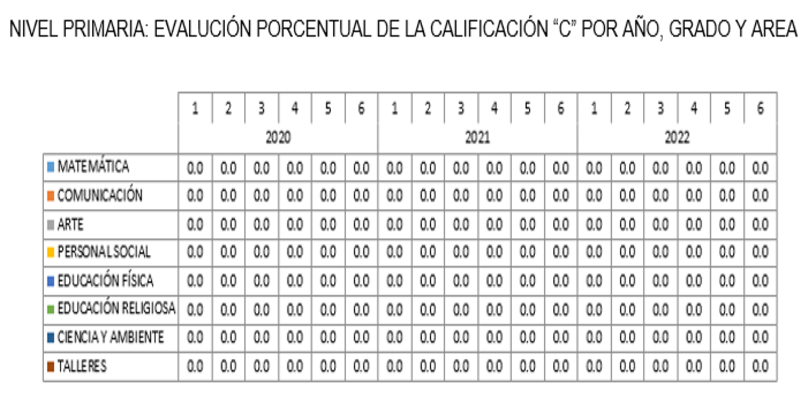 NIVEL PRIMARIA: EVALUCIÓN PORCENTUAL DE LA CALIFICACIÓN “C” POR AÑO, GRADO Y AREA
1 2 3 4 5 6 1 2 3 4 5 6 1 2 3 4 5 6
2020 2021 2022
MATEMÁTICA 0.0 0.0 0.0 0.0 0.0 0.0 0.0 0.0 0.0 0.0 0.0 0.0 0.0 0.0 0.0 0.0 0.0 0.0
COMUNICACIÓN 0.0 0.0 0.0 0.0 0.0 0.0 0.0 0.0 0.0 0.0 0.0 0.0 0.0 0.0 0.0 0.0 0.0 0.0
ARTE 0.0 0.0 0.0 0.0 0.0 0.0 0.0 0.0 0.0 0.0 0.0 0.0 0.0 0.0 0.0 0.0 0.0 0.0
PERSONAL SOCIAL 0.0 0.0 0.0 0.0 0.0 0.0 0.0 0.0 0.0 0.0 0.0 0.0 0.0 0.0 0.0 0.0 0.0 0.0
EDUCACIÓN FÍSICA 0.0 0.0 0.0 0.0 0.0 0.0 0.0 0.0 0.0 0.0 0.0 0.0 0.0 0.0 0.0 0.0 0.0 0.0
EDUCACIÓN RELIGIOSA 0.0 0.0 0.0 0.0 0.0 0.0 0.0 0.0 0.0 0.0 0.0 0.0 0.0 0.0 0.0 0.0 0.0 0.0
CIENCIA Y AMBIENTE 0.0 0.0 0.0 0.0 0.0 0.0 0.0 0.0 0.0 0.0 0.0 0.0 0.0 0.0 0.0 0.0 0.0 0.0
TALLERES 0.0 0.0 0.0 0.0 0.0 0.0 0.0 0.0 0.0 0.0 0.0 0.0 0.0 0.0 0.0 0.0 0.0 0.0